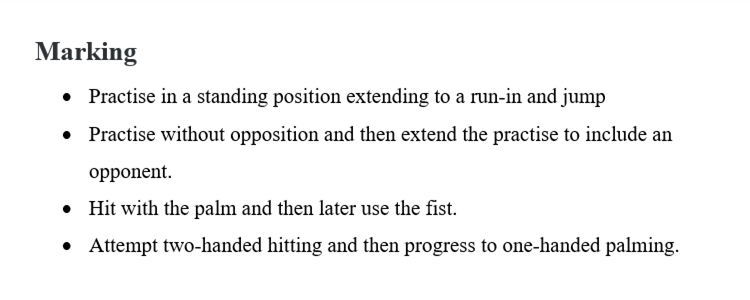 Marking
• Practise in a standing position extending to a run-in and jump
• Practise without opposition and then extend the practise to include an
opponent.
• Hit with the palm and then later use the fist.
• Attempt two-handed hitting and then progress to one-handed palming.